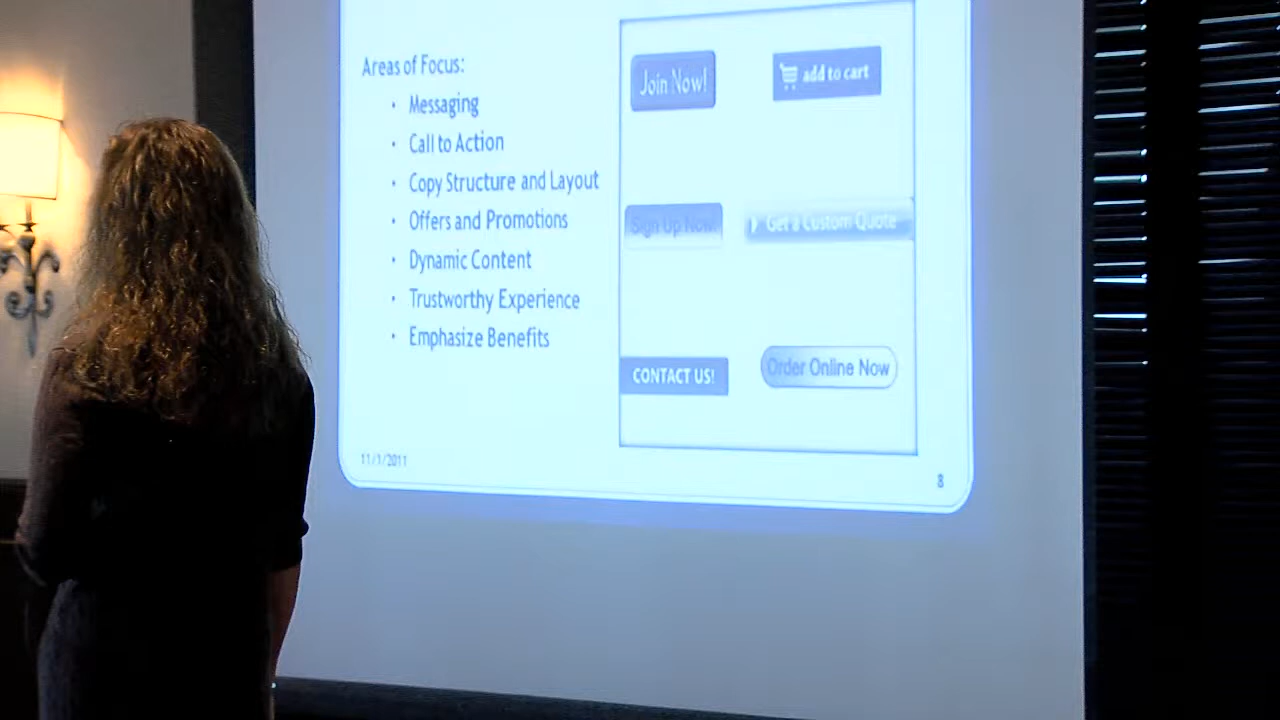 Areas of Focus:
• Messaging
• Call to Action
• Copy Structure and Layout
• Offers and Promotions
• Dynamic Content
• Trustworthy Experience
• Emphasize Benefits
Join Now!
add to cart
Sign Up Now!
Get a Custom Quote
CONTACT US!
Order Online Now
11/1/2011
8